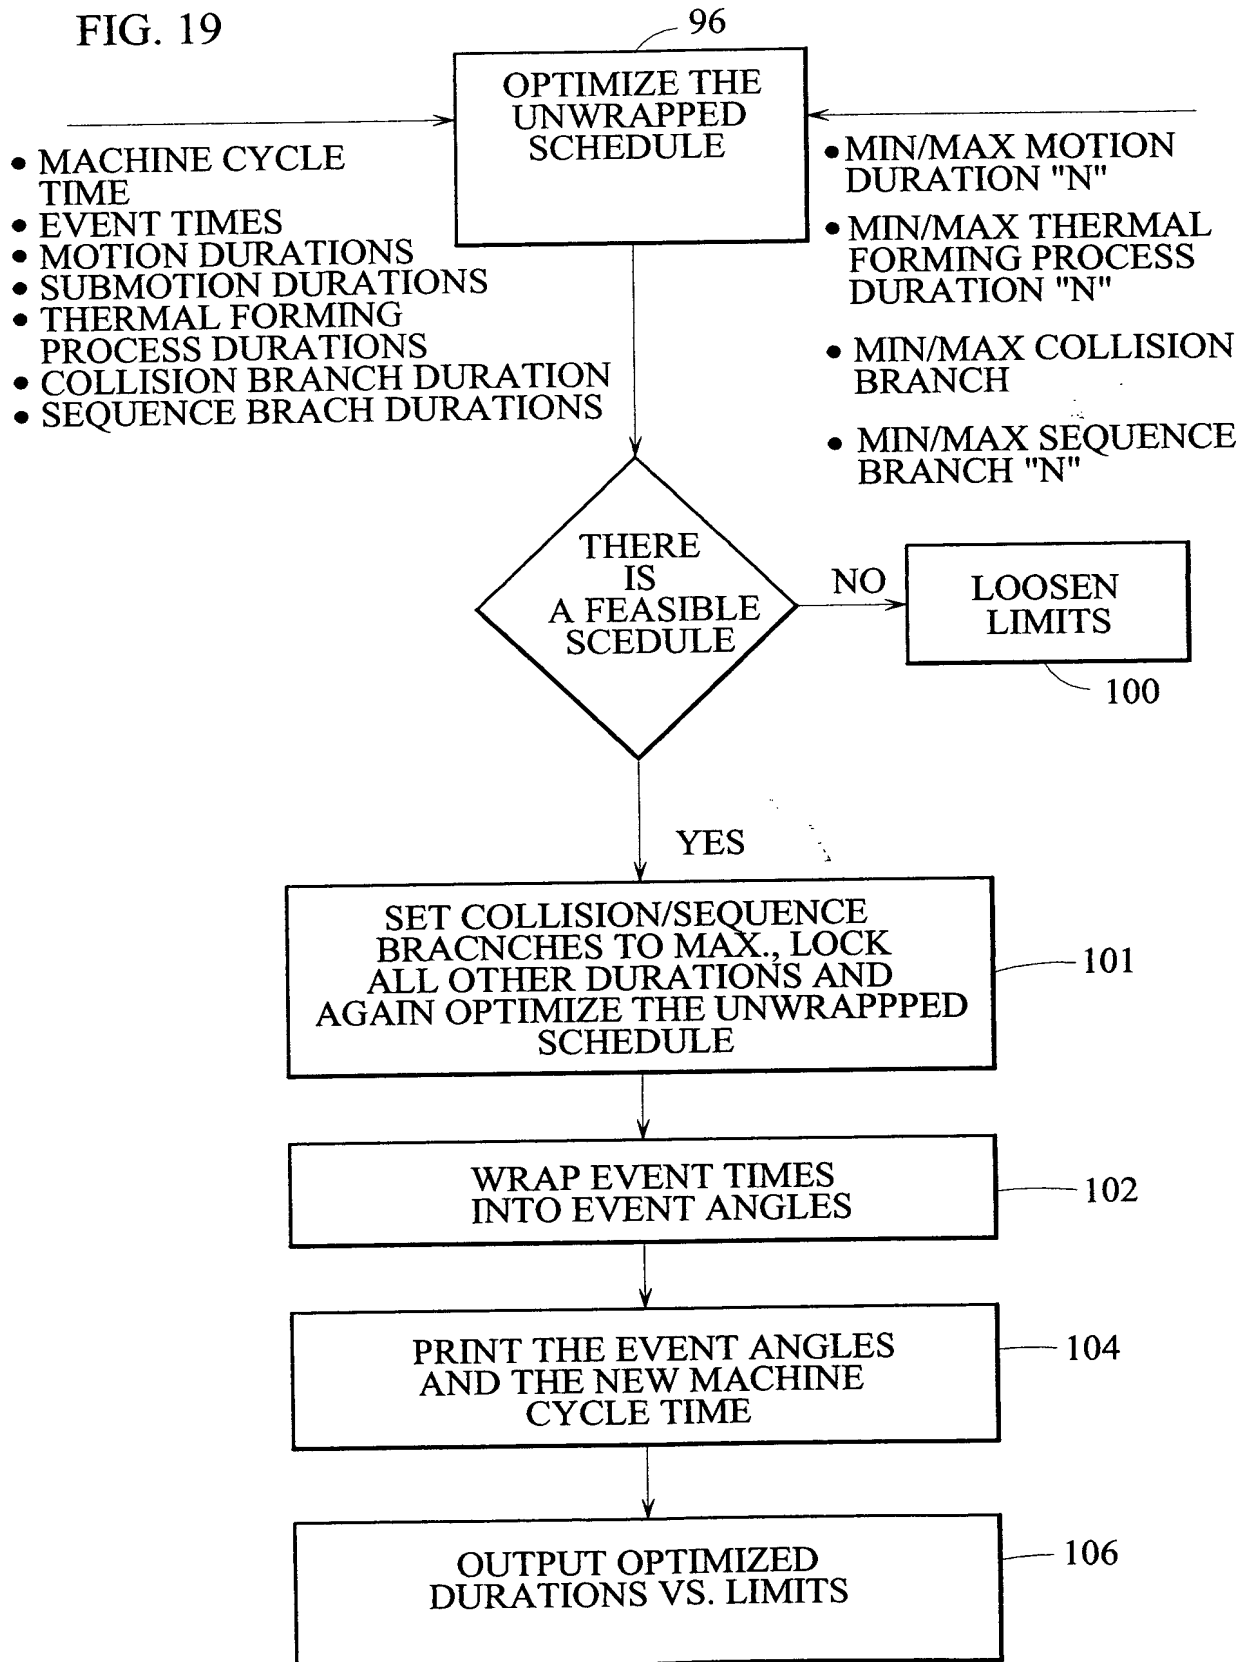 FIG. 19
96
OPTIMIZE THE
UNWRAPPED
SCHEDULE
• MACHINE CYCLE
TIME
• EVENT TIMES
• MOTION DURATIONS
• SUBMOTION DURATIONS
• THERMAL FORMING
PROCESS DURATIONS
• COLLISION BRANCH DURATION
• SEQUENCE BRACH DURATIONS
• MIN/MAX MOTION
DURATION "N"
• MIN/MAX THERMAL
FORMING PROCESS
DURATION "N"
• MIN/MAX COLLISION
BRANCH
• MIN/MAX SEQUENCE
BRANCH "N"
THERE
IS
A FEASIBLE
SCEDULE
NO
LOOSEN
LIMITS
100
YES
SET COLLISION/SEQUENCE
BRACNCHES TO MAX., LOCK
ALL OTHER DURATIONS AND
AGAIN OPTIMIZE THE UNWRAPPPED
SCHEDULE
101
WRAP EVENT TIMES
INTO EVENT ANGLES
102
PRINT THE EVENT ANGLES
AND THE NEW MACHINE
CYCLE TIME
104
OUTPUT OPTIMIZED
DURATIONS VS. LIMITS
106